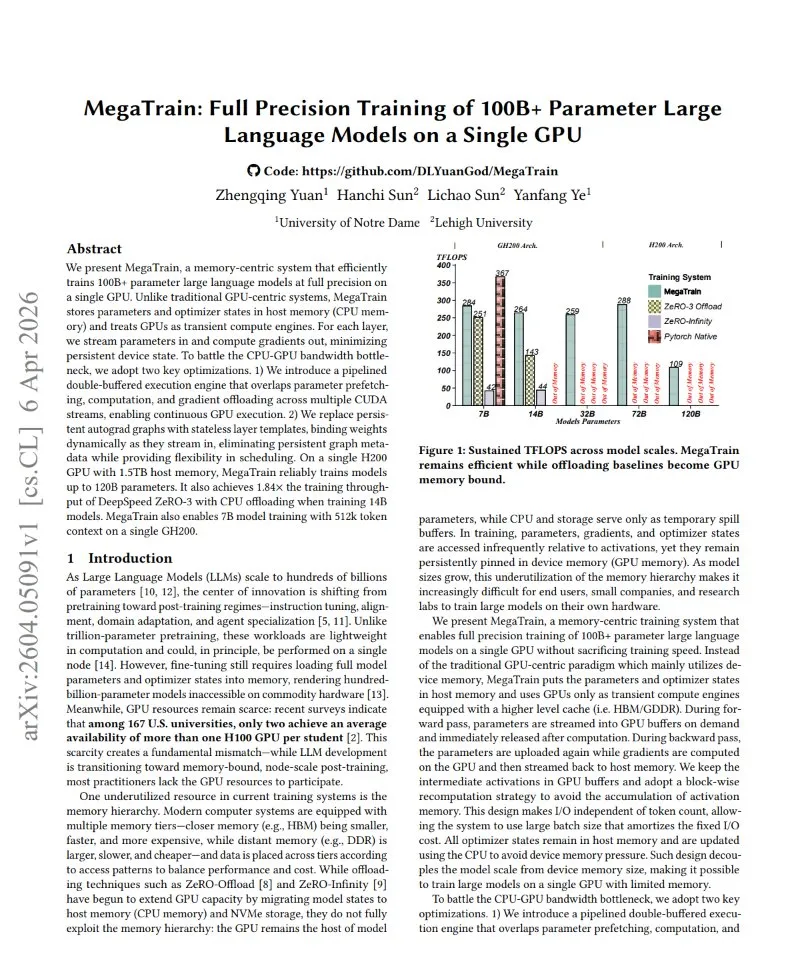 MegaTrain: Full Precision Training of 100B+ Parameter Large
Language Models on a Single GPU
Code: https://github.com/DLYuanGod/MegaTrain
Zhengqing Yuan1 Hanchi Sun2 Lichao Sun2 Yanfang Ye1
1University of Notre Dame 2Lehigh University
arXiv:2604.05091v1 [cs.CL] 6 Apr 2026
Abstract
We present MegaTrain, a memory-centric system that efficiently
trains 100B+ parameter large language models at full precision on
a single GPU. Unlike traditional GPU-centric systems, MegaTrain
stores parameters and optimizer states in host memory (CPU mem-
ory) and treats GPUs as transient compute engines. For each layer,
we stream parameters in and compute gradients out, minimizing
persistent device state. To battle the CPU-GPU bandwidth bottle-
neck, we adopt two key optimizations. 1) We introduce a pipelined
double-buffered execution engine that overlaps parameter prefetch-
ing, computation, and gradient offloading across multiple CUDA
streams, enabling continuous GPU execution. 2) We replace persis-
tent autograd graphs with stateless layer templates, binding weights
dynamically as they stream in, eliminating persistent graph meta-
data while providing flexibility in scheduling. On a single H200
GPU with 1.5TB host memory, MegaTrain reliably trains models
up to 120B parameters. It also achieves 1.84× the training through-
put of DeepSpeed ZeRO-3 with CPU offloading when training 14B
models. MegaTrain also enables 7B model training with 512k token
context on a single GH200.
1 Introduction
As Large Language Models (LLMs) scale to hundreds of billions
of parameters [10, 12], the center of innovation is shifting from
pretraining toward post-training regimes—instruction tuning, align-
ment, domain adaptation, and agent specialization [5, 11]. Unlike
trillion-parameter pretraining, these workloads are lightweight
in computation and could, in principle, be performed on a single
node [14]. However, fine-tuning still requires loading full model
parameters and optimizer states into memory, rendering hundred-
billion-parameter models inaccessible on commodity hardware [13].
Meanwhile, GPU resources remain scarce: recent surveys indicate
that among 167 U.S. universities, only two achieve an average
availability of more than one H100 GPU per student [2]. This
scarcity creates a fundamental mismatch—while LLM development
is transitioning toward memory-bound, node-scale post-training,
most practitioners lack the GPU resources to participate.
One underutilized resource in current training systems is the
memory hierarchy. Modern computer systems are equipped with
multiple memory tiers—closer memory (e.g., HBM) being smaller,
faster, and more expensive, while distant memory (e.g., DDR) is
larger, slower, and cheaper—and data is placed across tiers according
to access patterns to balance performance and cost. While offload-
ing techniques such as ZeRO-Offload [8] and ZeRO-Infinity [9]
have begun to extend GPU capacity by migrating model states to
host memory (CPU memory) and NVMe storage, they do not fully
exploit the memory hierarchy: the GPU remains the host of model
GH200 Arch. H200 Arch.
TFLOPS
400
350
300
250
200
150
100
50
0
284 251 42 367
264 143 44
259
288
109
Out of Memory
Out of Memory Out of Memory Out of Memory
Out of Memory Out of Memory Out of Memory
Out of Memory Out of Memory Out of Memory
7B 14B 32B 72B 120B
Models Parameters
Training System
MegaTrain
ZeRO-3 Offload
ZeRO-Infinity
Pytorch Native
Figure 1: Sustained TFLOPS across model scales. MegaTrain
remains efficient while offloading baselines become GPU
memory bound.
parameters, while CPU and storage serve only as temporary spill
buffers. In training, parameters, gradients, and optimizer states
are accessed infrequently relative to activations, yet they remain
persistently pinned in device memory (GPU memory). As model
sizes grow, this underutilization of the memory hierarchy makes it
increasingly difficult for end users, small companies, and research
labs to train large models on their own hardware.
We present MegaTrain, a memory-centric training system that
enables full precision training of 100B+ parameter large language
models on a single GPU without sacrificing training speed. Instead
of the traditional GPU-centric paradigm which mainly utilizes de-
vice memory, MegaTrain puts the parameters and optimizer states
in host memory and uses GPUs only as transient compute engines
equipped with a higher level cache (i.e. HBM/GDDR). During for-
ward pass, parameters are streamed into GPU buffers on demand
and immediately released after computation. During backward pass,
the parameters are uploaded again while gradients are computed
on the GPU and then streamed back to host memory. We keep the
intermediate activations in GPU buffers and adopt a block-wise
recomputation strategy to avoid the accumulation of activation
memory. This design makes I/O independent of token count, allow-
ing the system to use large batch size that amortizes the fixed I/O
cost. All optimizer states remain in host memory and are updated
using the CPU to avoid device memory pressure. Such design decou-
ples the model scale from device memory size, making it possible
to train large models on a single GPU with limited memory.
To battle the CPU-GPU bandwidth bottleneck, we adopt two key
optimizations. 1) We introduce a pipelined double-buffered execu-
tion engine that overlaps parameter prefetching, computation, and